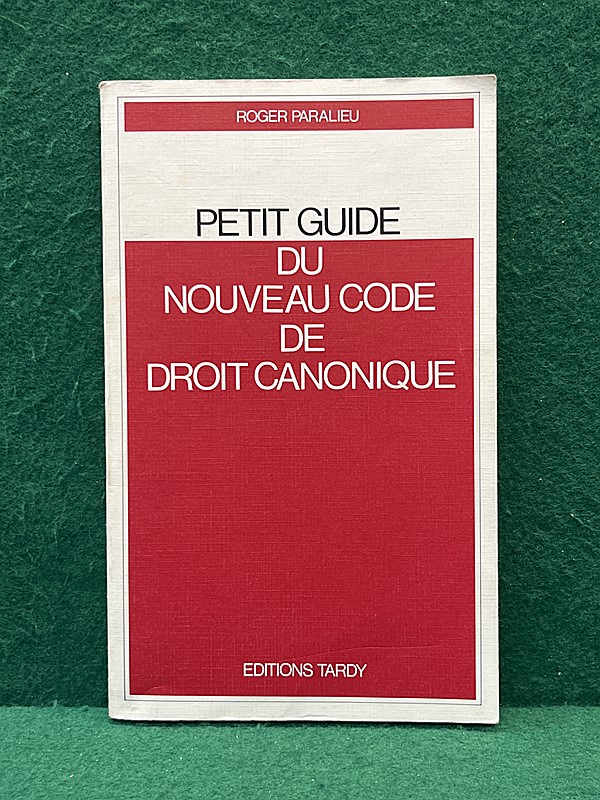 ROGER PARALIEU
PETIT GUIDE
DU
NOUVEAU CODE
DE
DROIT CANONIQUE
EDITIONS TARDY